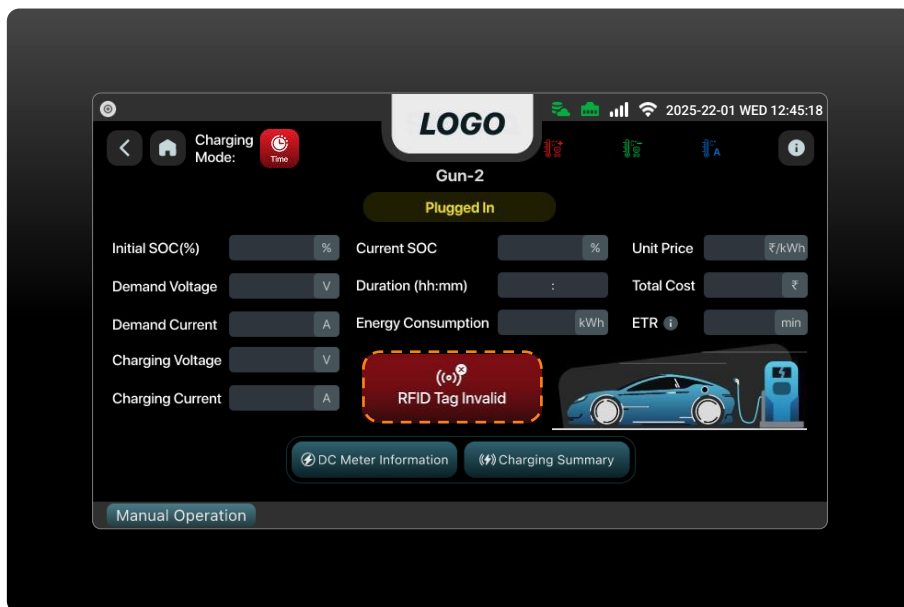 LOGO
2025-22-01 WED 12:45:18
Charging Mode:
Time
Gun-2
Plugged In
Initial SOC(%) %
Current SOC %
Unit Price ₹/kWh
Demand Voltage V
Duration (hh:mm) :
Total Cost ₹
Demand Current A
Energy Consumption kWh
ETR i min
Charging Voltage V
Charging Current A
RFID Tag Invalid
DC Meter Information
Charging Summary
Manual Operation